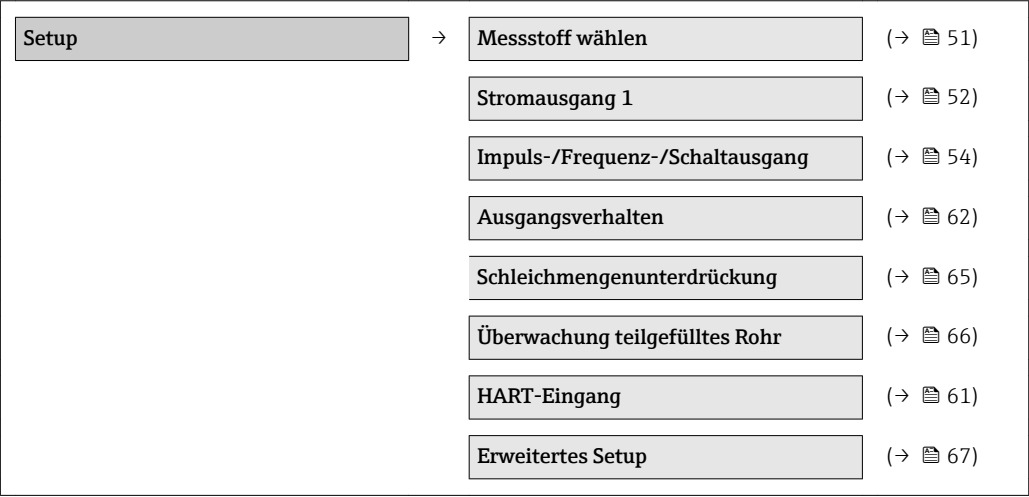 Setup → Messstoff wählen (→ 🖹 51)
Stromausgang 1 (→ 🖹 52)
Impuls-/Frequenz-/Schaltausgang (→ 🖹 54)
Ausgangsverhalten (→ 🖹 62)
Schleichmengenunterdrückung (→ 🖹 65)
Überwachung teilgefülltes Rohr (→ 🖹 66)
HART-Eingang (→ 🖹 61)
Erweitertes Setup (→ 🖹 67)